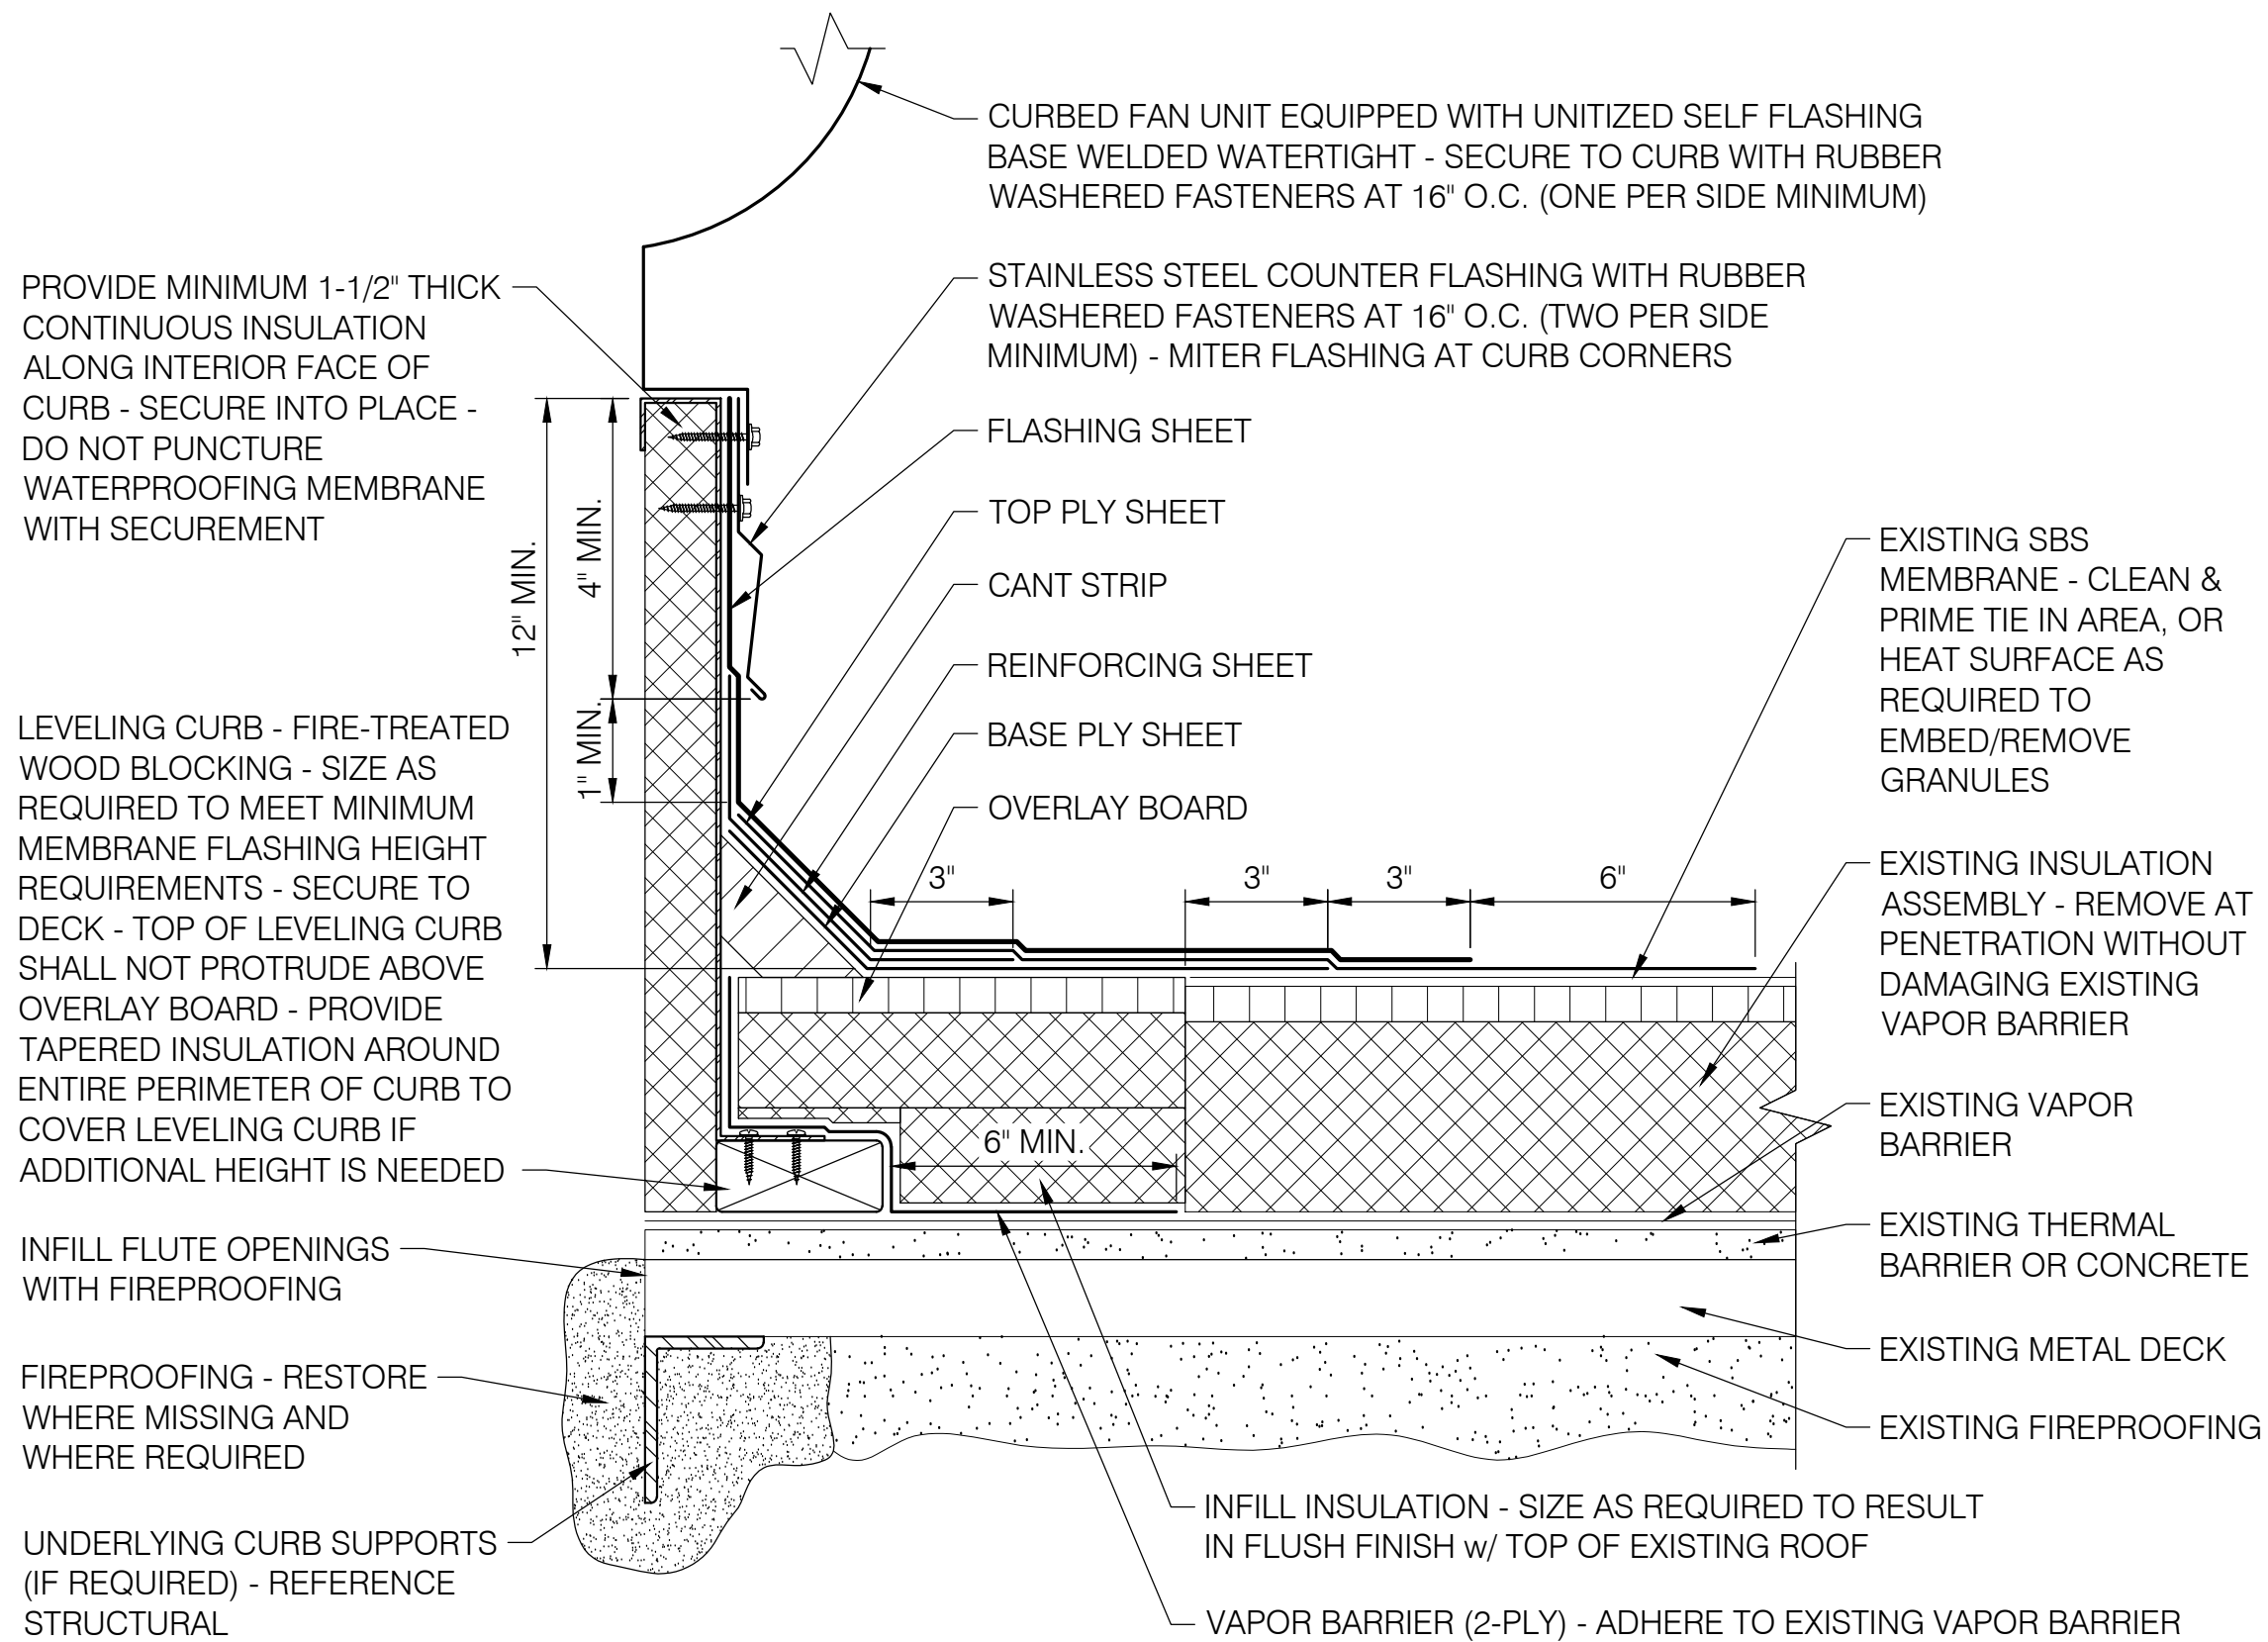 CURBED FAN UNIT EQUIPPED WITH UNITIZED SELF FLASHING
BASE WELDED WATERTIGHT - SECURE TO CURB WITH RUBBER
WASHERED FASTENERS AT 16" O.C. (ONE PER SIDE MINIMUM)
STAINLESS STEEL COUNTER FLASHING WITH RUBBER
WASHERED FASTENERS AT 16" O.C. (TWO PER SIDE
MINIMUM) - MITER FLASHING AT CURB CORNERS
FLASHING SHEET
TOP PLY SHEET
CANT STRIP
REINFORCING SHEET
BASE PLY SHEET
OVERLAY BOARD
PROVIDE MINIMUM 1-1/2" THICK
CONTINUOUS INSULATION
ALONG INTERIOR FACE OF
CURB - SECURE INTO PLACE -
DO NOT PUNCTURE
WATERPROOFING MEMBRANE
WITH SECUREMENT
12" MIN.
4" MIN.
1" MIN.
LEVELING CURB - FIRE-TREATED
WOOD BLOCKING - SIZE AS
REQUIRED TO MEET MINIMUM
MEMBRANE FLASHING HEIGHT
REQUIREMENTS - SECURE TO
DECK - TOP OF LEVELING CURB
SHALL NOT PROTRUDE ABOVE
OVERLAY BOARD - PROVIDE
TAPERED INSULATION AROUND
ENTIRE PERIMETER OF CURB TO
COVER LEVELING CURB IF
ADDITIONAL HEIGHT IS NEEDED
INFILL FLUTE OPENINGS
WITH FIREPROOFING
FIREPROOFING - RESTORE
WHERE MISSING AND
WHERE REQUIRED
UNDERLYING CURB SUPPORTS
(IF REQUIRED) - REFERENCE
STRUCTURAL
3"
3"
3"
6"
6" MIN.
EXISTING SBS
MEMBRANE - CLEAN &
PRIME TIE IN AREA, OR
HEAT SURFACE AS
REQUIRED TO
EMBED/REMOVE
GRANULES
EXISTING INSULATION
ASSEMBLY - REMOVE AT
PENETRATION WITHOUT
DAMAGING EXISTING
VAPOR BARRIER
EXISTING VAPOR
BARRIER
EXISTING THERMAL
BARRIER OR CONCRETE
EXISTING METAL DECK
EXISTING FIREPROOFING
INFILL INSULATION - SIZE AS REQUIRED TO RESULT
IN FLUSH FINISH w/ TOP OF EXISTING ROOF
VAPOR BARRIER (2-PLY) - ADHERE TO EXISTING VAPOR BARRIER